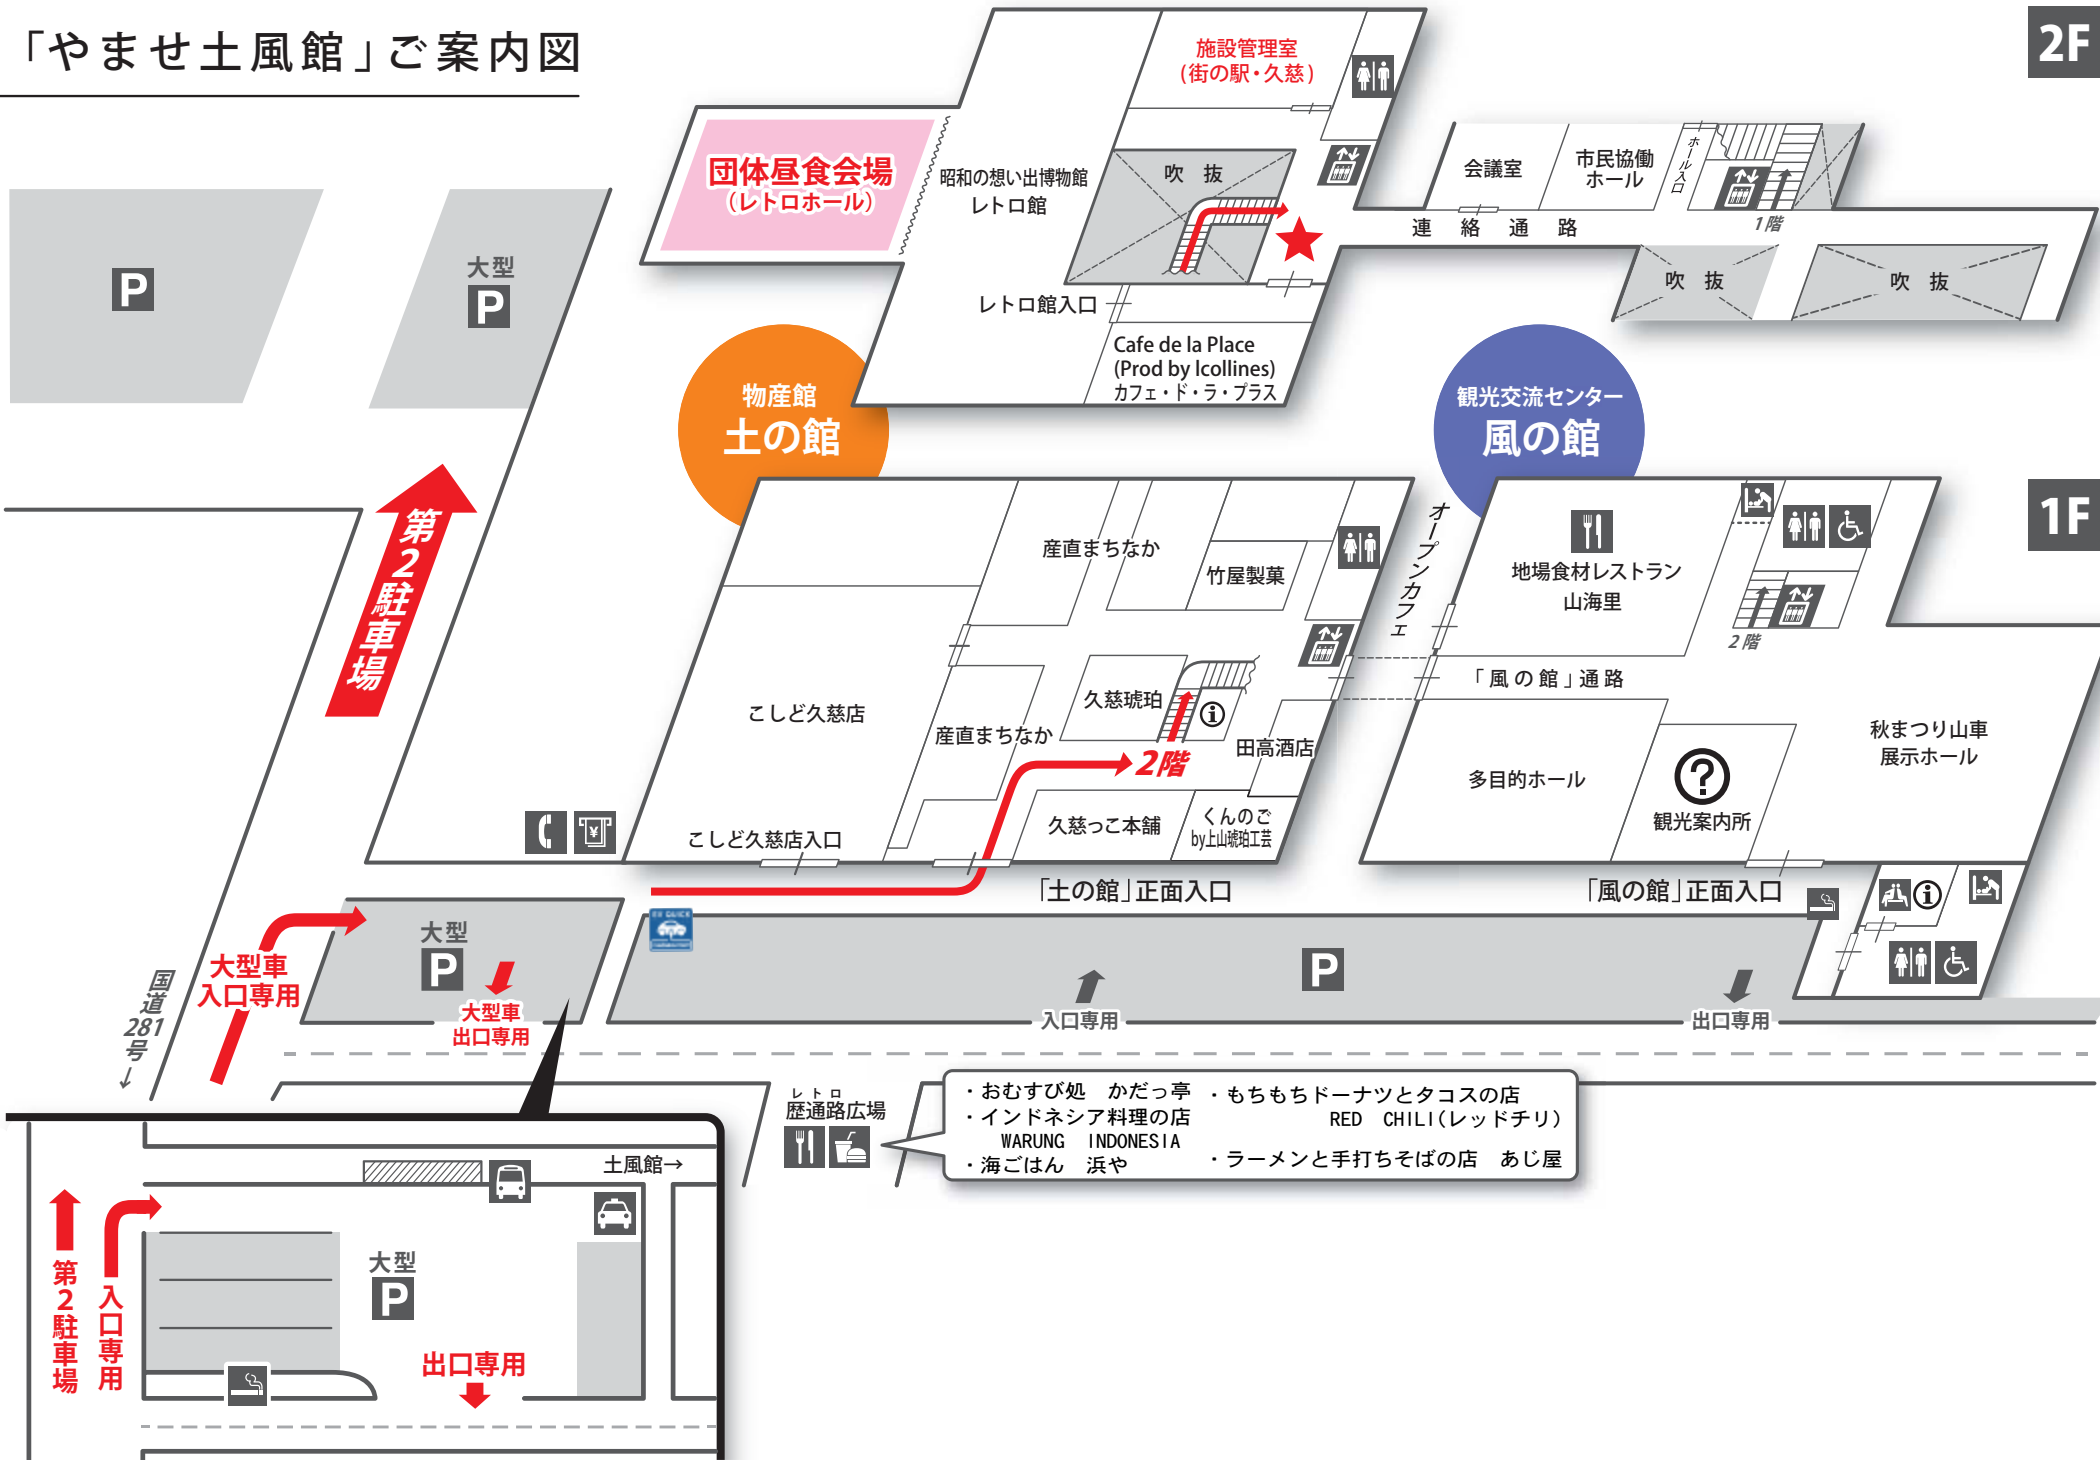 「やませ土風館」ご案内図
2F
施設管理室
(街の駅・久慈)
団体昼食会場
(レトロホール)
昭和の想い出博物館
レトロ館
吹 抜
レトロ館入口
Cafe de la Place
(Prod by lcollines)
カフェ・ド・ラ・プラス
会議室
市民協働
ホール
ホール入口
1階
連 絡 通 路
吹 抜
吹 抜
P
大型
P
物産館
土の館
観光交流センター
風の館
1F
第2駐車場
産直まちなか
竹屋製菓
こしど久慈店
産直まちなか
久慈琥珀
2階
田高酒店
こしど久慈店入口
久慈っこ本舗
くんのこ
by上山琥珀工芸
「土の館」正面入口
オープンカフェ
地場食材レストラン
山海里
2階
「風の館」通路
多目的ホール
?
観光案内所
秋まつり山車
展示ホール
「風の館」正面入口
EV QUICK
大型
P
大型車
入口専用
大型車
出口専用
P
入口専用
出口専用
国道281号→
レトロ
歴通路広場
・おむすび処 かだっ亭
・インドネシア料理の店
WARUNG INDONESIA
・海ごはん 浜や
・もちもちドーナツとタコスの店
RED CHILI(レッドチリ)
・ラーメンと手打ちそばの店 あじ屋
土風館→
第2駐車場
入口専用
大型
P
出口専用